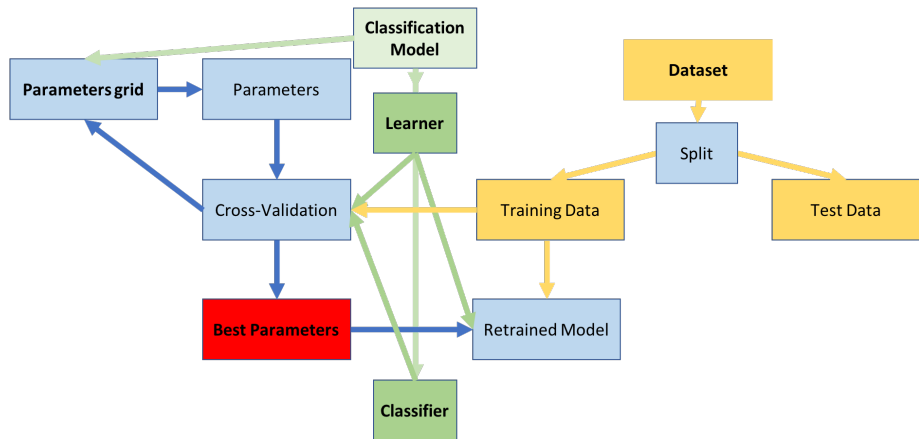 Classification
Model
Dataset
Parameters grid
Parameters
Learner
Split
Cross-Validation
Training Data
Test Data
Best Parameters
Retrained Model
Classifier